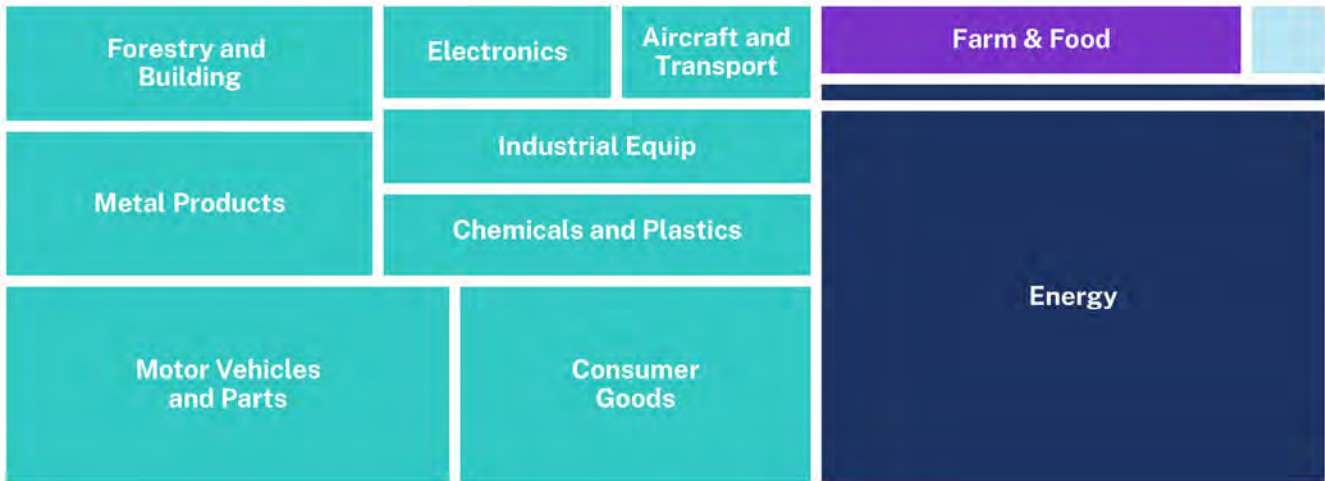 Forestry and
Building
Electronics
Aircraft and
Transport
Farm & Food
Industrial Equip
Metal Products
Chemicals and Plastics
Energy
Motor Vehicles
and Parts
Consumer
Goods